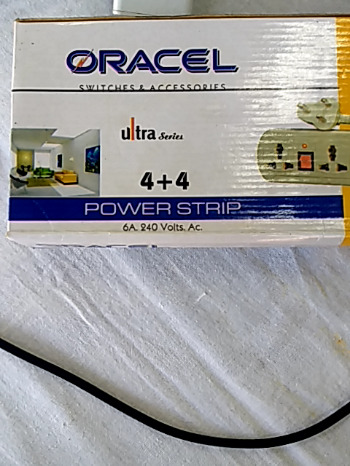 ORACEL
SWITCHES & ACCESSORIES
ultra Series
4+4
POWER STRIP
6A. 240 Volts. Ac.